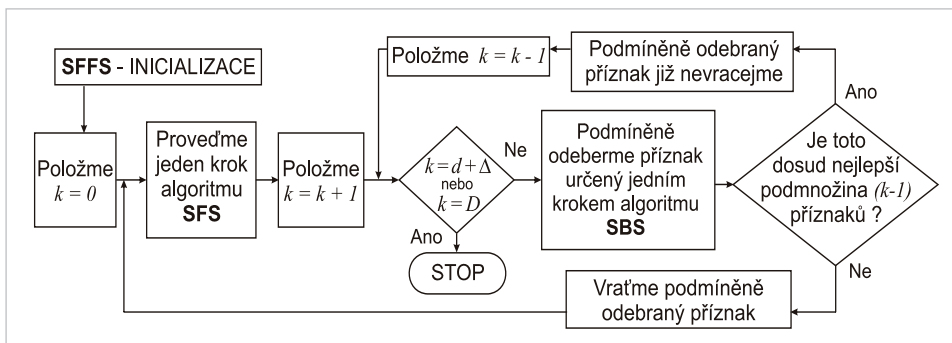 SFFS - INICIALIZACE
Položme
k = 0
Proveďme
jeden krok
algoritmu
SFS
Položme
k = k + 1
Položme k = k - 1
k = d + Δ
nebo
k = D
Ne
Ano
STOP
Podmíněně
odeberme příznak
určený jedním
krokem algoritmu
SBS
Je toto
dosud nejlepší
podmnožina (k-1)
příznaků ?
Ano
Podmíněně odebraný
příznak již nevracejme
Ne
Vraťme podmíněně
odebraný příznak